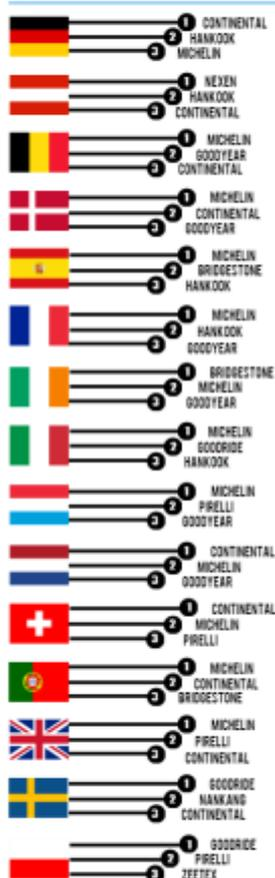 1 CONTINENTAL
2 HANKOOK
3 MICHELIN
1 NEXEN
2 HANKOOK
3 CONTINENTAL
1 MICHELIN
2 GOODYEAR
3 CONTINENTAL
1 MICHELIN
2 CONTINENTAL
3 GOODYEAR
1 MICHELIN
2 BRIDGESTONE
3 HANKOOK
1 MICHELIN
2 HANKOOK
3 GOODYEAR
1 BRIDGESTONE
2 MICHELIN
3 GOODYEAR
1 MICHELIN
2 GOODRIDE
3 HANKOOK
1 MICHELIN
2 PIRELLI
3 GOODYEAR
1 CONTINENTAL
2 MICHELIN
3 GOODYEAR
1 CONTINENTAL
2 MICHELIN
3 PIRELLI
1 MICHELIN
2 CONTINENTAL
3 BRIDGESTONE
1 MICHELIN
2 PIRELLI
3 CONTINENTAL
1 GOODRIDE
2 NANKANG
3 CONTINENTAL
1 GOODRIDE
2 PIRELLI
3 ZEETEX